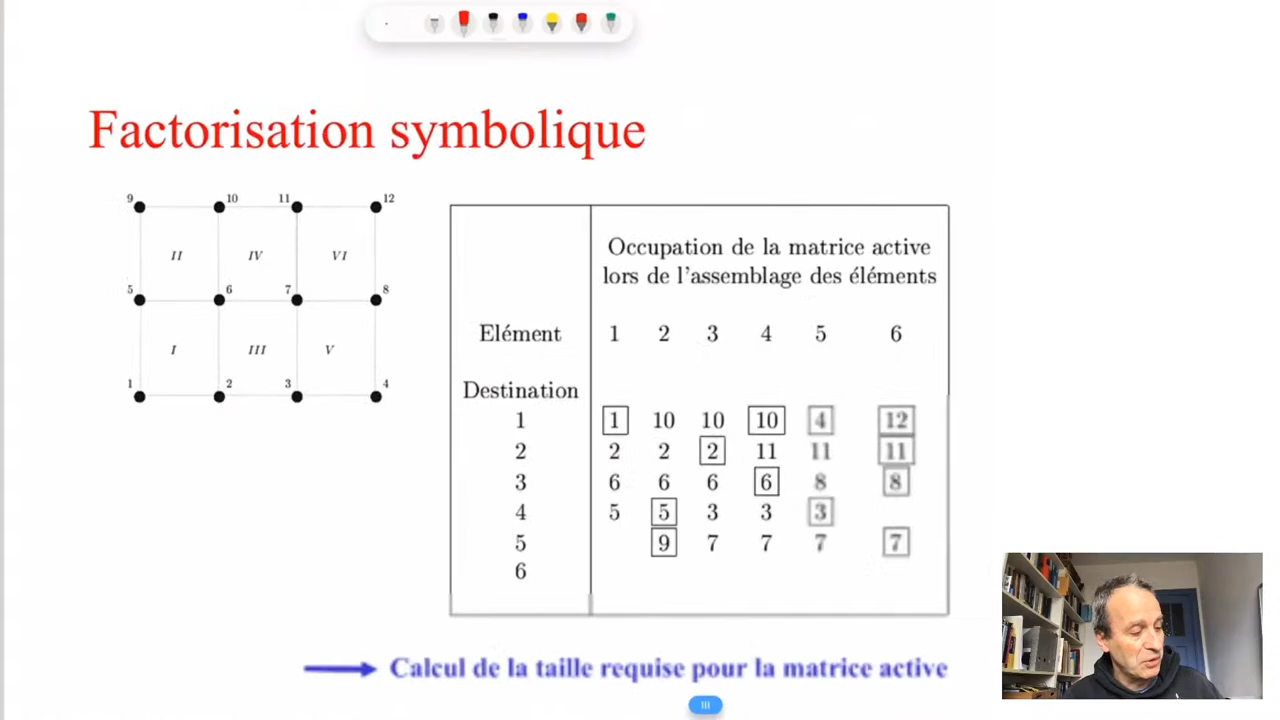 Factorisation symbolique
9 10 11 12
II IV VI
5 6 7 8
I III V
1 2 3 4
Occupation de la matrice active
lors de l'assemblage des éléments
Elément 1 2 3 4 5 6
Destination
1 1 10 10 10 4 12
2 2 2 2 11 11 11
3 6 6 6 6 8 8
4 5 5 3 3 3
5 9 7 7 7 7
6
Calcul de la taille requise pour la matrice active